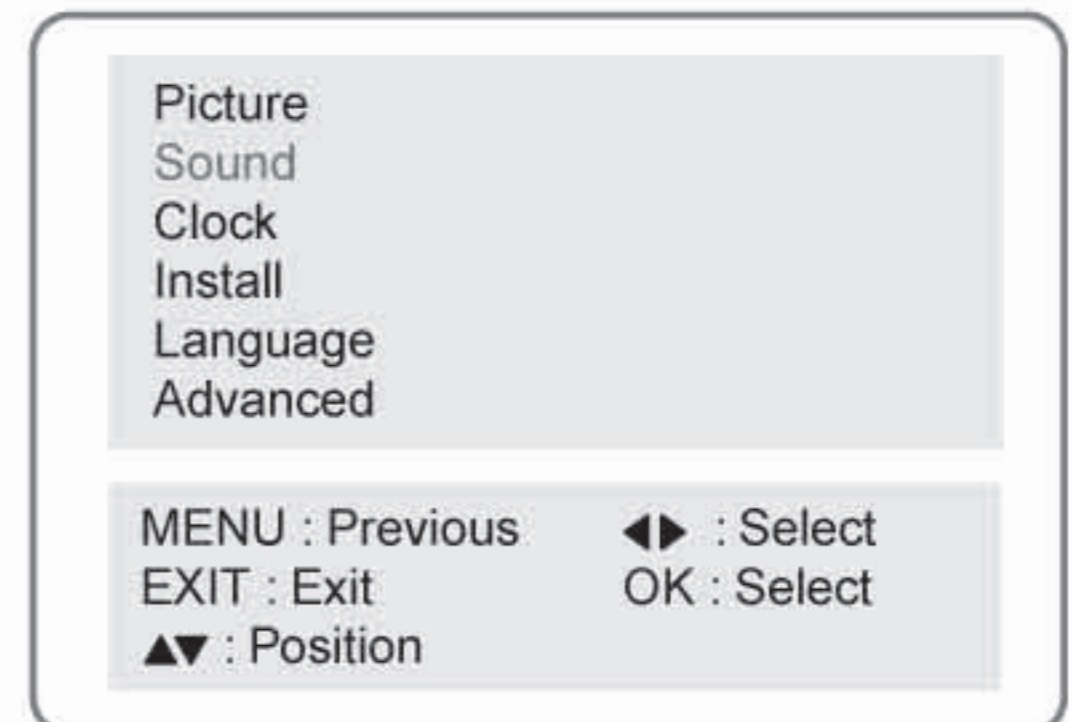 Picture
Sound
Clock
Install
Language
Advanced
MENU : Previous ◀▶ : Select
EXIT : Exit OK : Select
▲▼ : Position